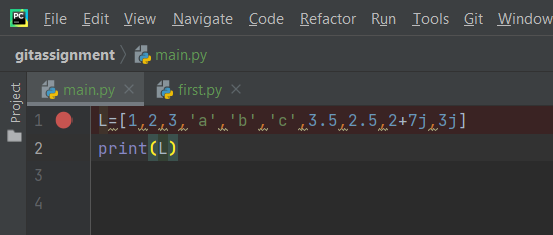 PC File Edit View Navigate Code Refactor Run Tools Git Window
gitassignment main.py
main.py first.py
Project
1 L=[1,2,3,'a','b','c',3.5,2.5,2+7j,3j]
2 print(L)
3
4